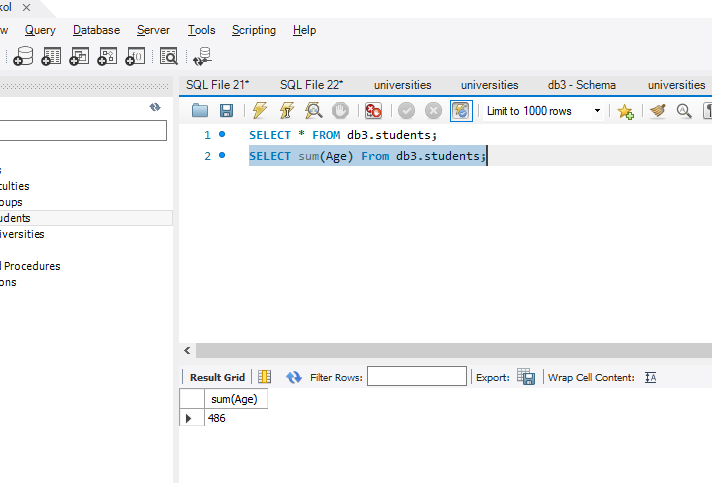 kol
w Query Database Server Tools Scripting Help
SQL File 21* SQL File 22* universities universities db3 - Schema universities
Limit to 1000 rows
1 SELECT * FROM db3.students;
2 SELECT sum(Age) From db3.students;
s
culties
oups
udents
iversities
d Procedures
ons
Result Grid Filter Rows: Export: Wrap Cell Content: IA
sum(Age)
486